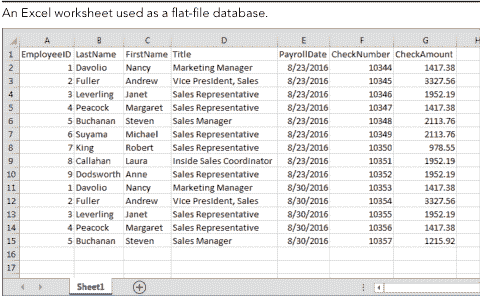 An Excel worksheet used as a flat-file database.
A B C D E F G H
1 EmployeeID LastName FirstName Title PayrollDate CheckNumber CheckAmount
2 1 Davolio Nancy Marketing Manager 8/23/2016 10344 1417.38
3 2 Fuller Andrew Vice President, Sales 8/23/2016 10345 3327.56
4 3 Leverling Janet Sales Representative 8/23/2016 10346 1952.19
5 4 Peacock Margaret Sales Representative 8/23/2016 10347 1417.38
6 5 Buchanan Steven Sales Manager 8/23/2016 10348 2113.76
7 6 Suyama Michael Sales Representative 8/23/2016 10349 2113.76
8 7 King Robert Sales Representative 8/23/2016 10350 978.55
9 8 Callahan Laura Inside Sales Coordinator 8/23/2016 10351 1952.19
10 9 Dodsworth Anne Sales Representative 8/23/2016 10352 1952.19
11 1 Davolio Nancy Marketing Manager 8/30/2016 10353 1417.38
12 2 Fuller Andrew Vice President, Sales 8/30/2016 10354 3327.56
13 3 Leverling Janet Sales Representative 8/30/2016 10355 1952.19
14 4 Peacock Margaret Sales Representative 8/30/2016 10356 1417.38
15 5 Buchanan Steven Sales Manager 8/30/2016 10357 1215.92
16
17
Sheet1